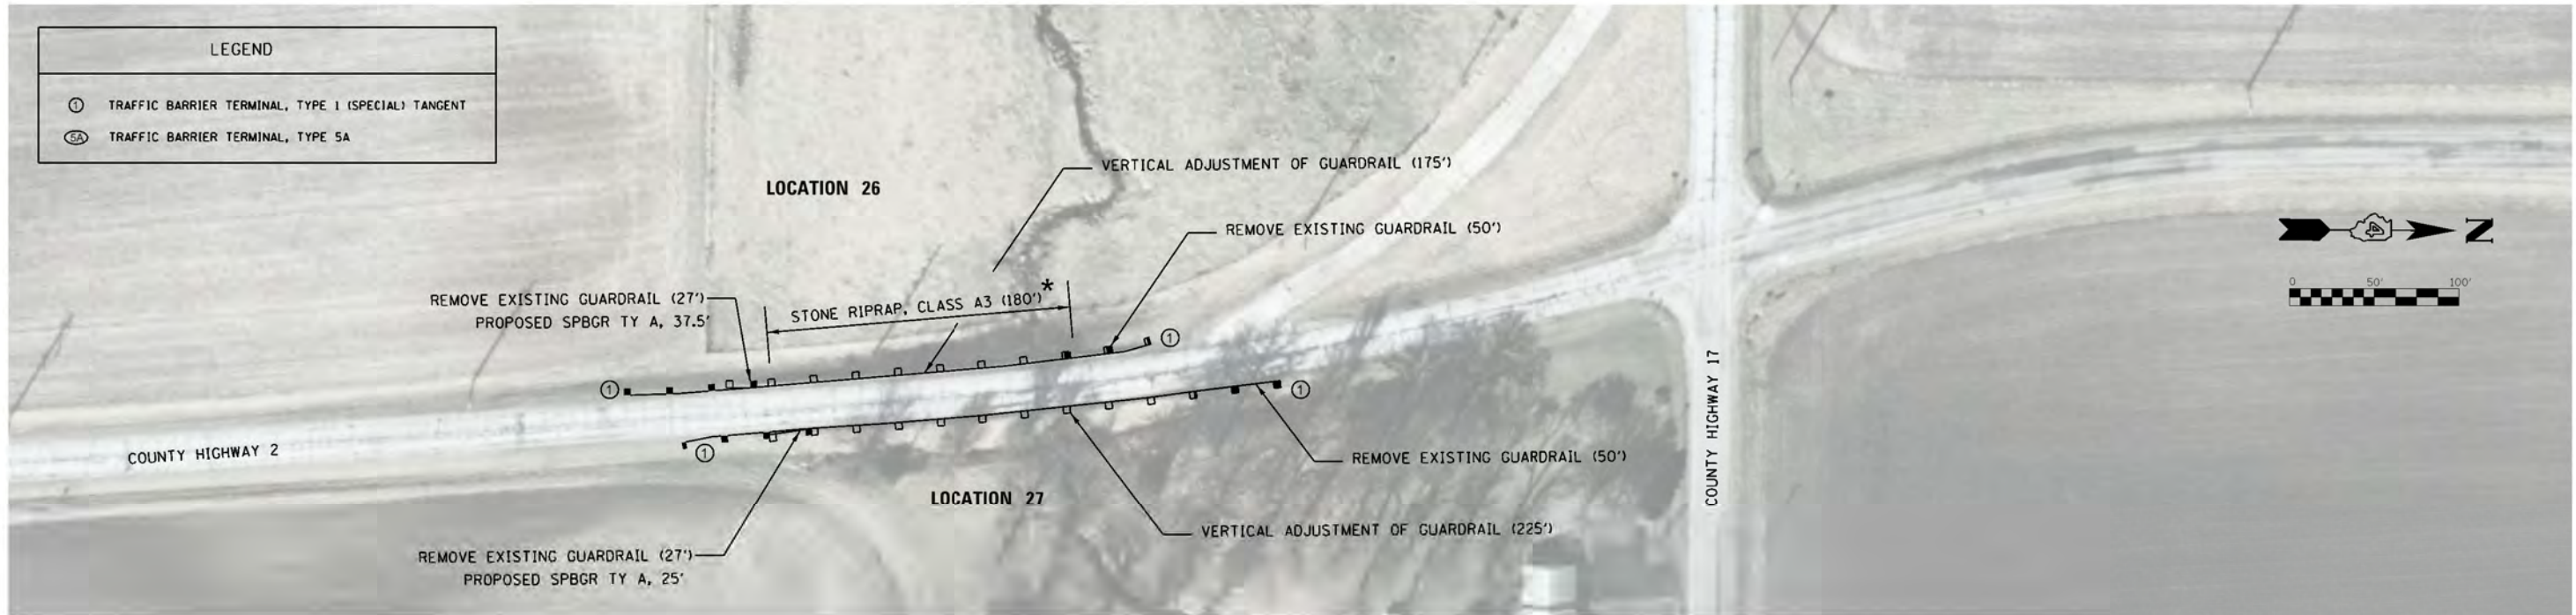 LEGEND
1 TRAFFIC BARRIER TERMINAL, TYPE 1 (SPECIAL) TANGENT
5A TRAFFIC BARRIER TERMINAL, TYPE 5A
LOCATION 26
VERTICAL ADJUSTMENT OF GUARDRAIL (175')
REMOVE EXISTING GUARDRAIL (50')
REMOVE EXISTING GUARDRAIL (27')
PROPOSED SPBGR TY A, 37.5'
STONE RIPRAP, CLASS A3 (180')*
1
1
1
1
N
0 50' 100'
COUNTY HIGHWAY 2
COUNTY HIGHWAY 17
REMOVE EXISTING GUARDRAIL (50')
LOCATION 27
VERTICAL ADJUSTMENT OF GUARDRAIL (225')
REMOVE EXISTING GUARDRAIL (27')
PROPOSED SPBGR TY A, 25'